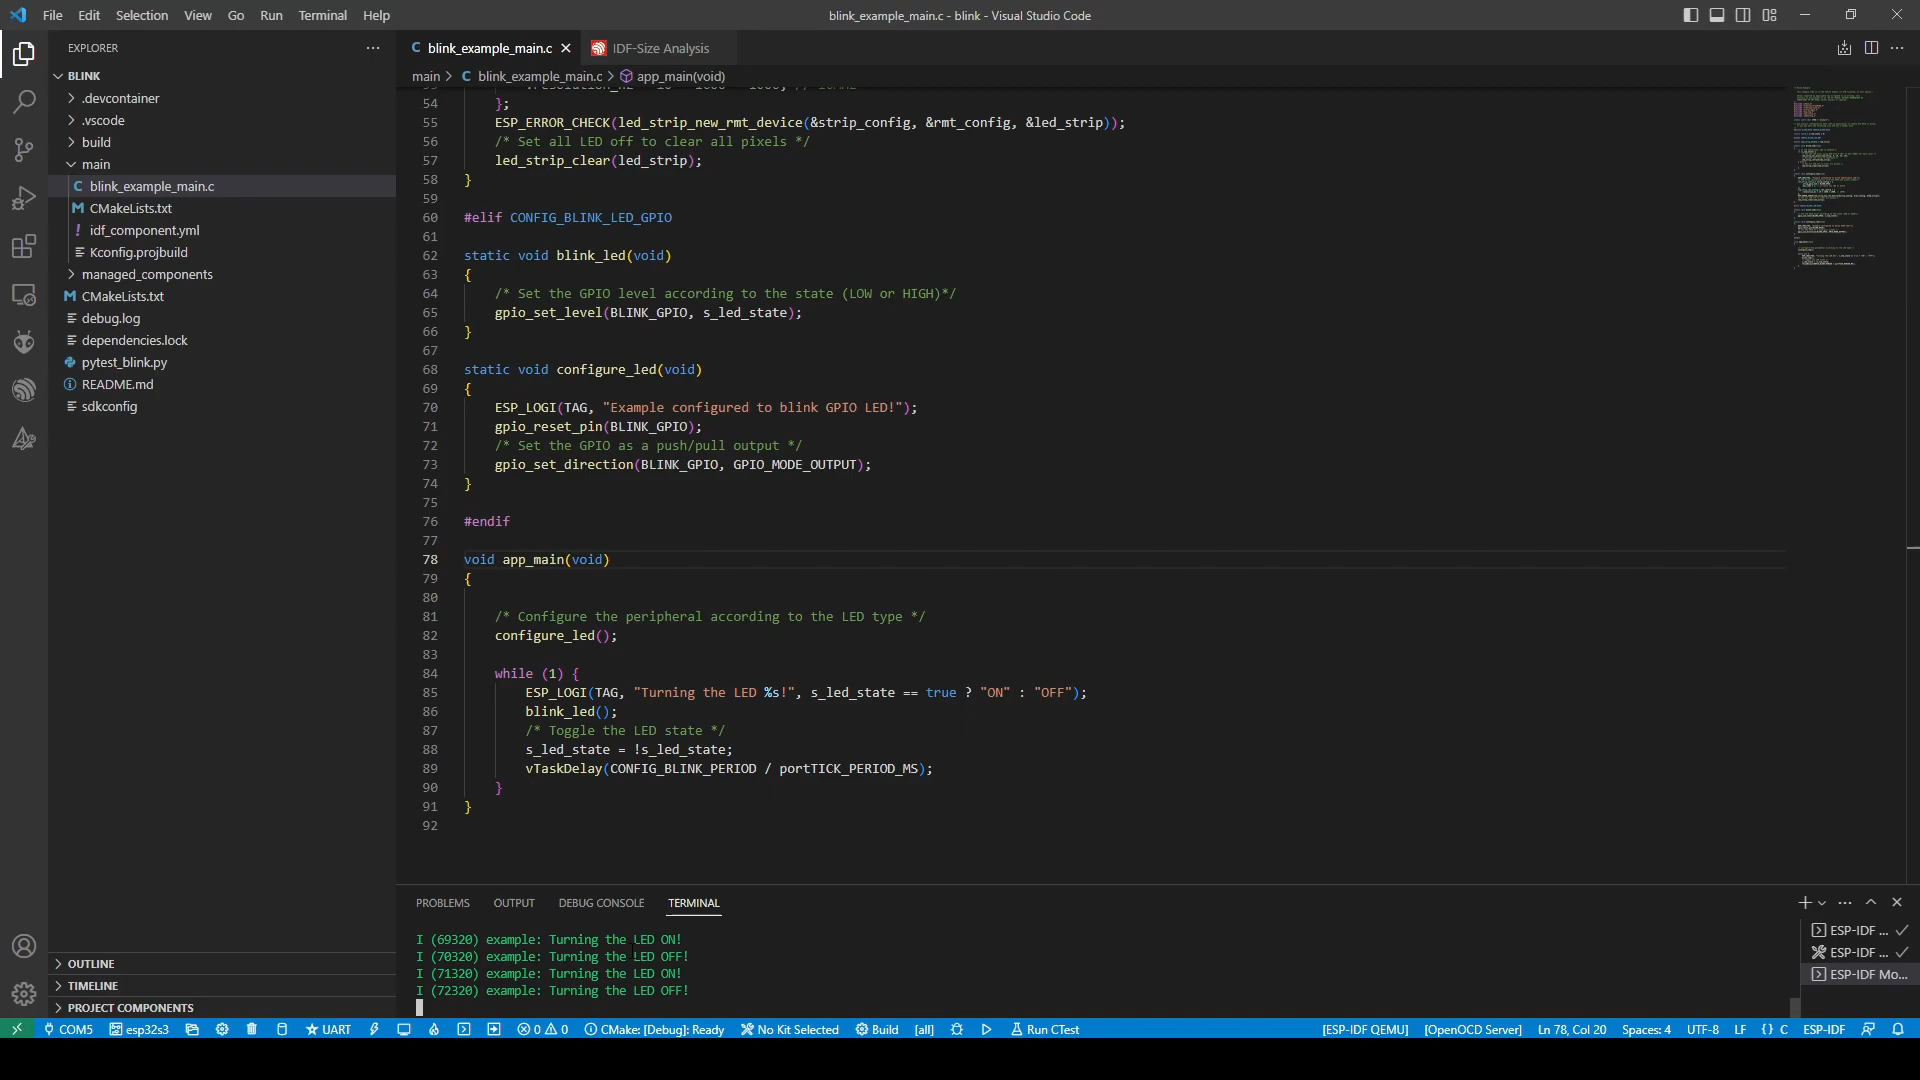 File Edit Selection View Go Run Terminal Help
blink_example_main.c - blink - Visual Studio Code
EXPLORER
BLINK
.devcontainer
.vscode
build
main
C blink_example_main.c
M CMakeLists.txt
! idf_component.yml
Kconfig.projbuild
managed_components
M CMakeLists.txt
debug.log
dependencies.lock
pytest_blink.py
README.md
sdkconfig
OUTLINE
TIMELINE
PROJECT COMPONENTS
C blink_example_main.c
IDF-Size Analysis
main > C blink_example_main.c > app_main(void)
54 };
55 ESP_ERROR_CHECK(led_strip_new_rmt_device(&strip_config, &rmt_config, &led_strip));
56 /* Set all LED off to clear all pixels */
57 led_strip_clear(led_strip);
58 }
59
60 #elif CONFIG_BLINK_LED_GPIO
61
62 static void blink_led(void)
63 {
64 /* Set the GPIO level according to the state (LOW or HIGH)*/
65 gpio_set_level(BLINK_GPIO, s_led_state);
66 }
67
68 static void configure_led(void)
69 {
70 ESP_LOGI(TAG, "Example configured to blink GPIO LED!");
71 gpio_reset_pin(BLINK_GPIO);
72 /* Set the GPIO as a push/pull output */
73 gpio_set_direction(BLINK_GPIO, GPIO_MODE_OUTPUT);
74 }
75
76 #endif
77
78 void app_main(void)
79 {
80
81 /* Configure the peripheral according to the LED type */
82 configure_led();
83
84 while (1) {
85 ESP_LOGI(TAG, "Turning the LED %s!", s_led_state == true ? "ON" : "OFF");
86 blink_led();
87 /* Toggle the LED state */
88 s_led_state = !s_led_state;
89 vTaskDelay(CONFIG_BLINK_PERIOD / portTICK_PERIOD_MS);
90 }
91 }
92
PROBLEMS OUTPUT DEBUG CONSOLE TERMINAL
I (69320) example: Turning the LED ON!
I (70320) example: Turning the LED OFF!
I (71320) example: Turning the LED ON!
I (72320) example: Turning the LED OFF!
ESP-IDF ...
ESP-IDF ...
ESP-IDF Mo...
COM5 esp32s3 UART 0 0 CMake: [Debug]: Ready No Kit Selected Build [all] Run CTest [ESP-IDF QEMU] [OpenOCD Server] Ln 78, Col 20 Spaces: 4 UTF-8 LF {} C ESP-IDF